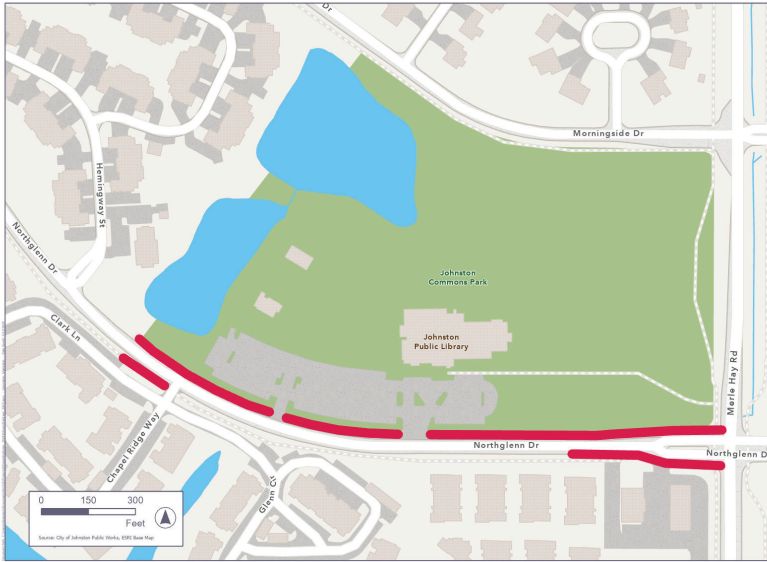 Dr
Morningside Dr
Hemingway St
Northglenn Dr
Johnston
Commons Park
Clark Ln
Johnston
Public Library
Merle Hay Rd
Chapel Ridge Way
Northglenn Dr
Northglenn D
Glenn Cir
0 150 300
Feet
Source: City of Johnston Public Works, ESRI Base Map